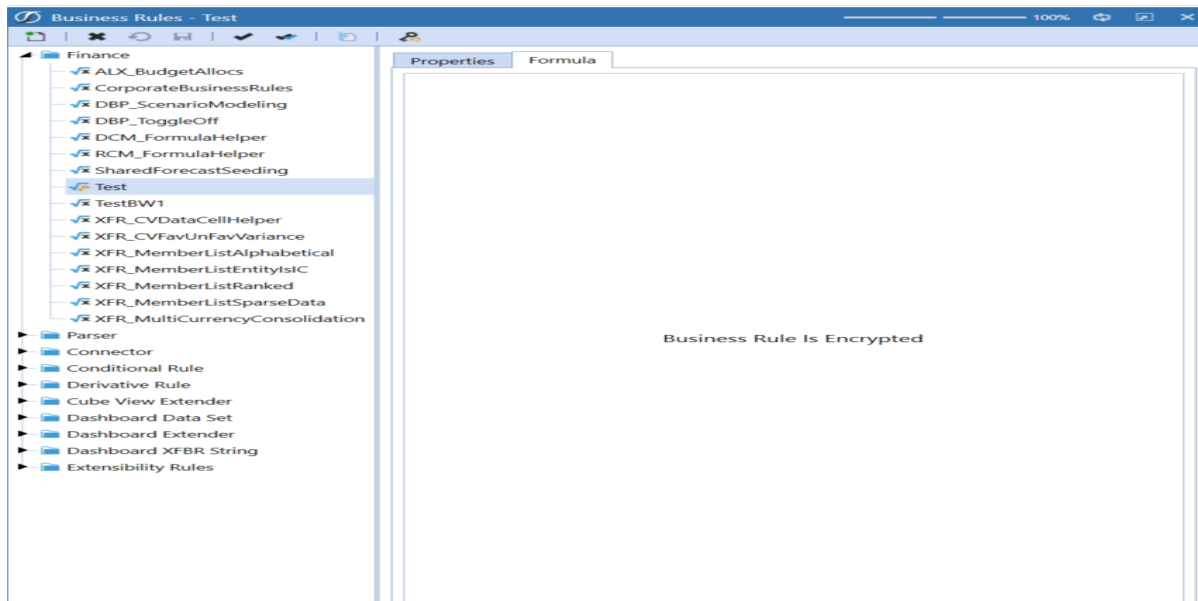 Business Rules - Test
100%
Finance
ALX_BudgetAllocs
CorporateBusinessRules
DBP_ScenarioModeling
DBP_ToggleOff
DCM_FormulaHelper
RCM_FormulaHelper
SharedForecastSeeding
Test
TestBW1
XFR_CVDataCellHelper
XFR_CVFavUnFavVariance
XFR_MemberListAlphabetical
XFR_MemberListEntityIsIC
XFR_MemberListRanked
XFR_MemberListSparseData
XFR_MultiCurrencyConsolidation
Parser
Connector
Conditional Rule
Derivative Rule
Cube View Extender
Dashboard Data Set
Dashboard Extender
Dashboard XFBR String
Extensibility Rules
Properties
Formula
Business Rule Is Encrypted